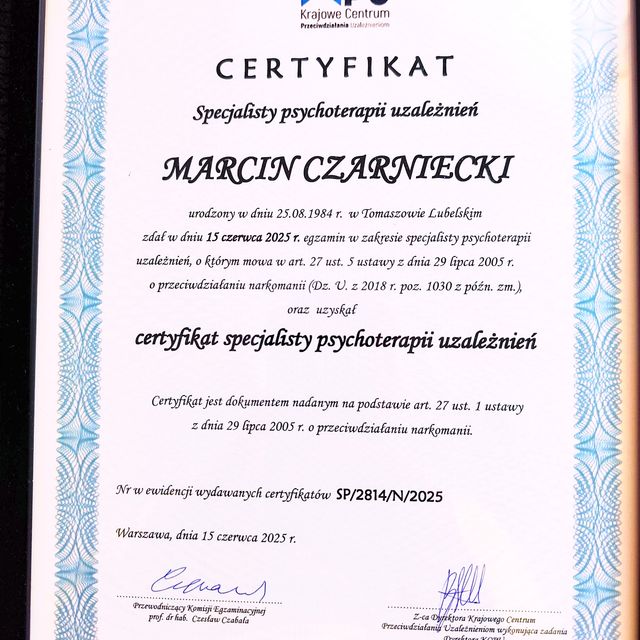 Krajowe Centrum
Przeciwdziałania Uzależnieniom
CERTYFIKAT
Specjalisty psychoterapii uzależnień
MARCIN CZARNIECKI
urodzony w dniu 25.08.1984 r. w Tomaszowie Lubelskim
zdał w dniu 15 czerwca 2025 r. egzamin w zakresie specjalisty psychoterapii
uzależnień, o którym mowa w art. 27 ust. 5 ustawy z dnia 29 lipca 2005 r.
o przeciwdziałaniu narkomanii (Dz. U. z 2018 r. poz. 1030 z późn. zm.),
oraz uzyskał
certyfikat specjalisty psychoterapii uzależnień
Certyfikat jest dokumentem nadanym na podstawie art. 27 ust. 1 ustawy
z dnia 29 lipca 2005 r. o przeciwdziałaniu narkomanii.
Nr w ewidencji wydawanych certyfikatów SP/2814/N/2025
Warszawa, dnia 15 czerwca 2025 r.
Przewodniczący Komisji Egzaminacyjnej
prof. dr hab. Czesław Czabała
Z-ca Dyrektora Krajowego Centrum
Przeciwdziałania Uzależnieniom wykonująca zadania
Dyrektora KCPU